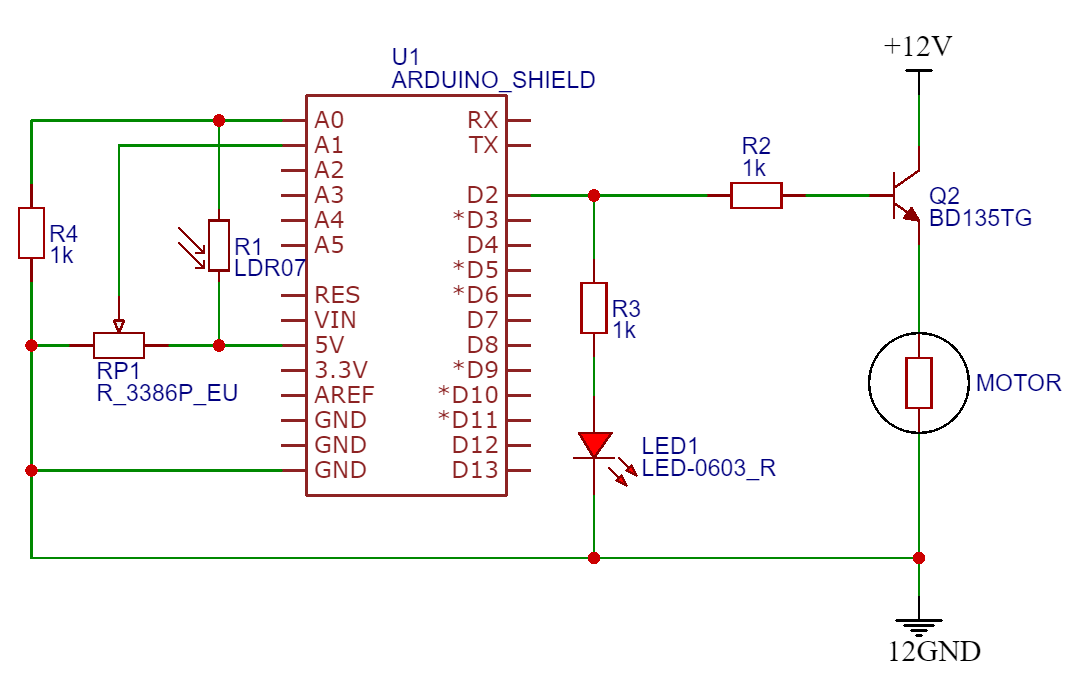 +12V
U1
ARDUINO_SHIELD
A0
A1
A2
A3
A4
A5
RES
VIN
5V
3.3V
AREF
GND
GND
GND
RX
TX
D2
*D3
D4
*D5
*D6
D7
D8
*D9
*D10
*D11
D12
D13
R4
1k
R1
LDR07
RP1
R_3386P_EU
R2
1k
Q2
BD135TG
R3
1k
MOTOR
LED1
LED-0603_R
12GND